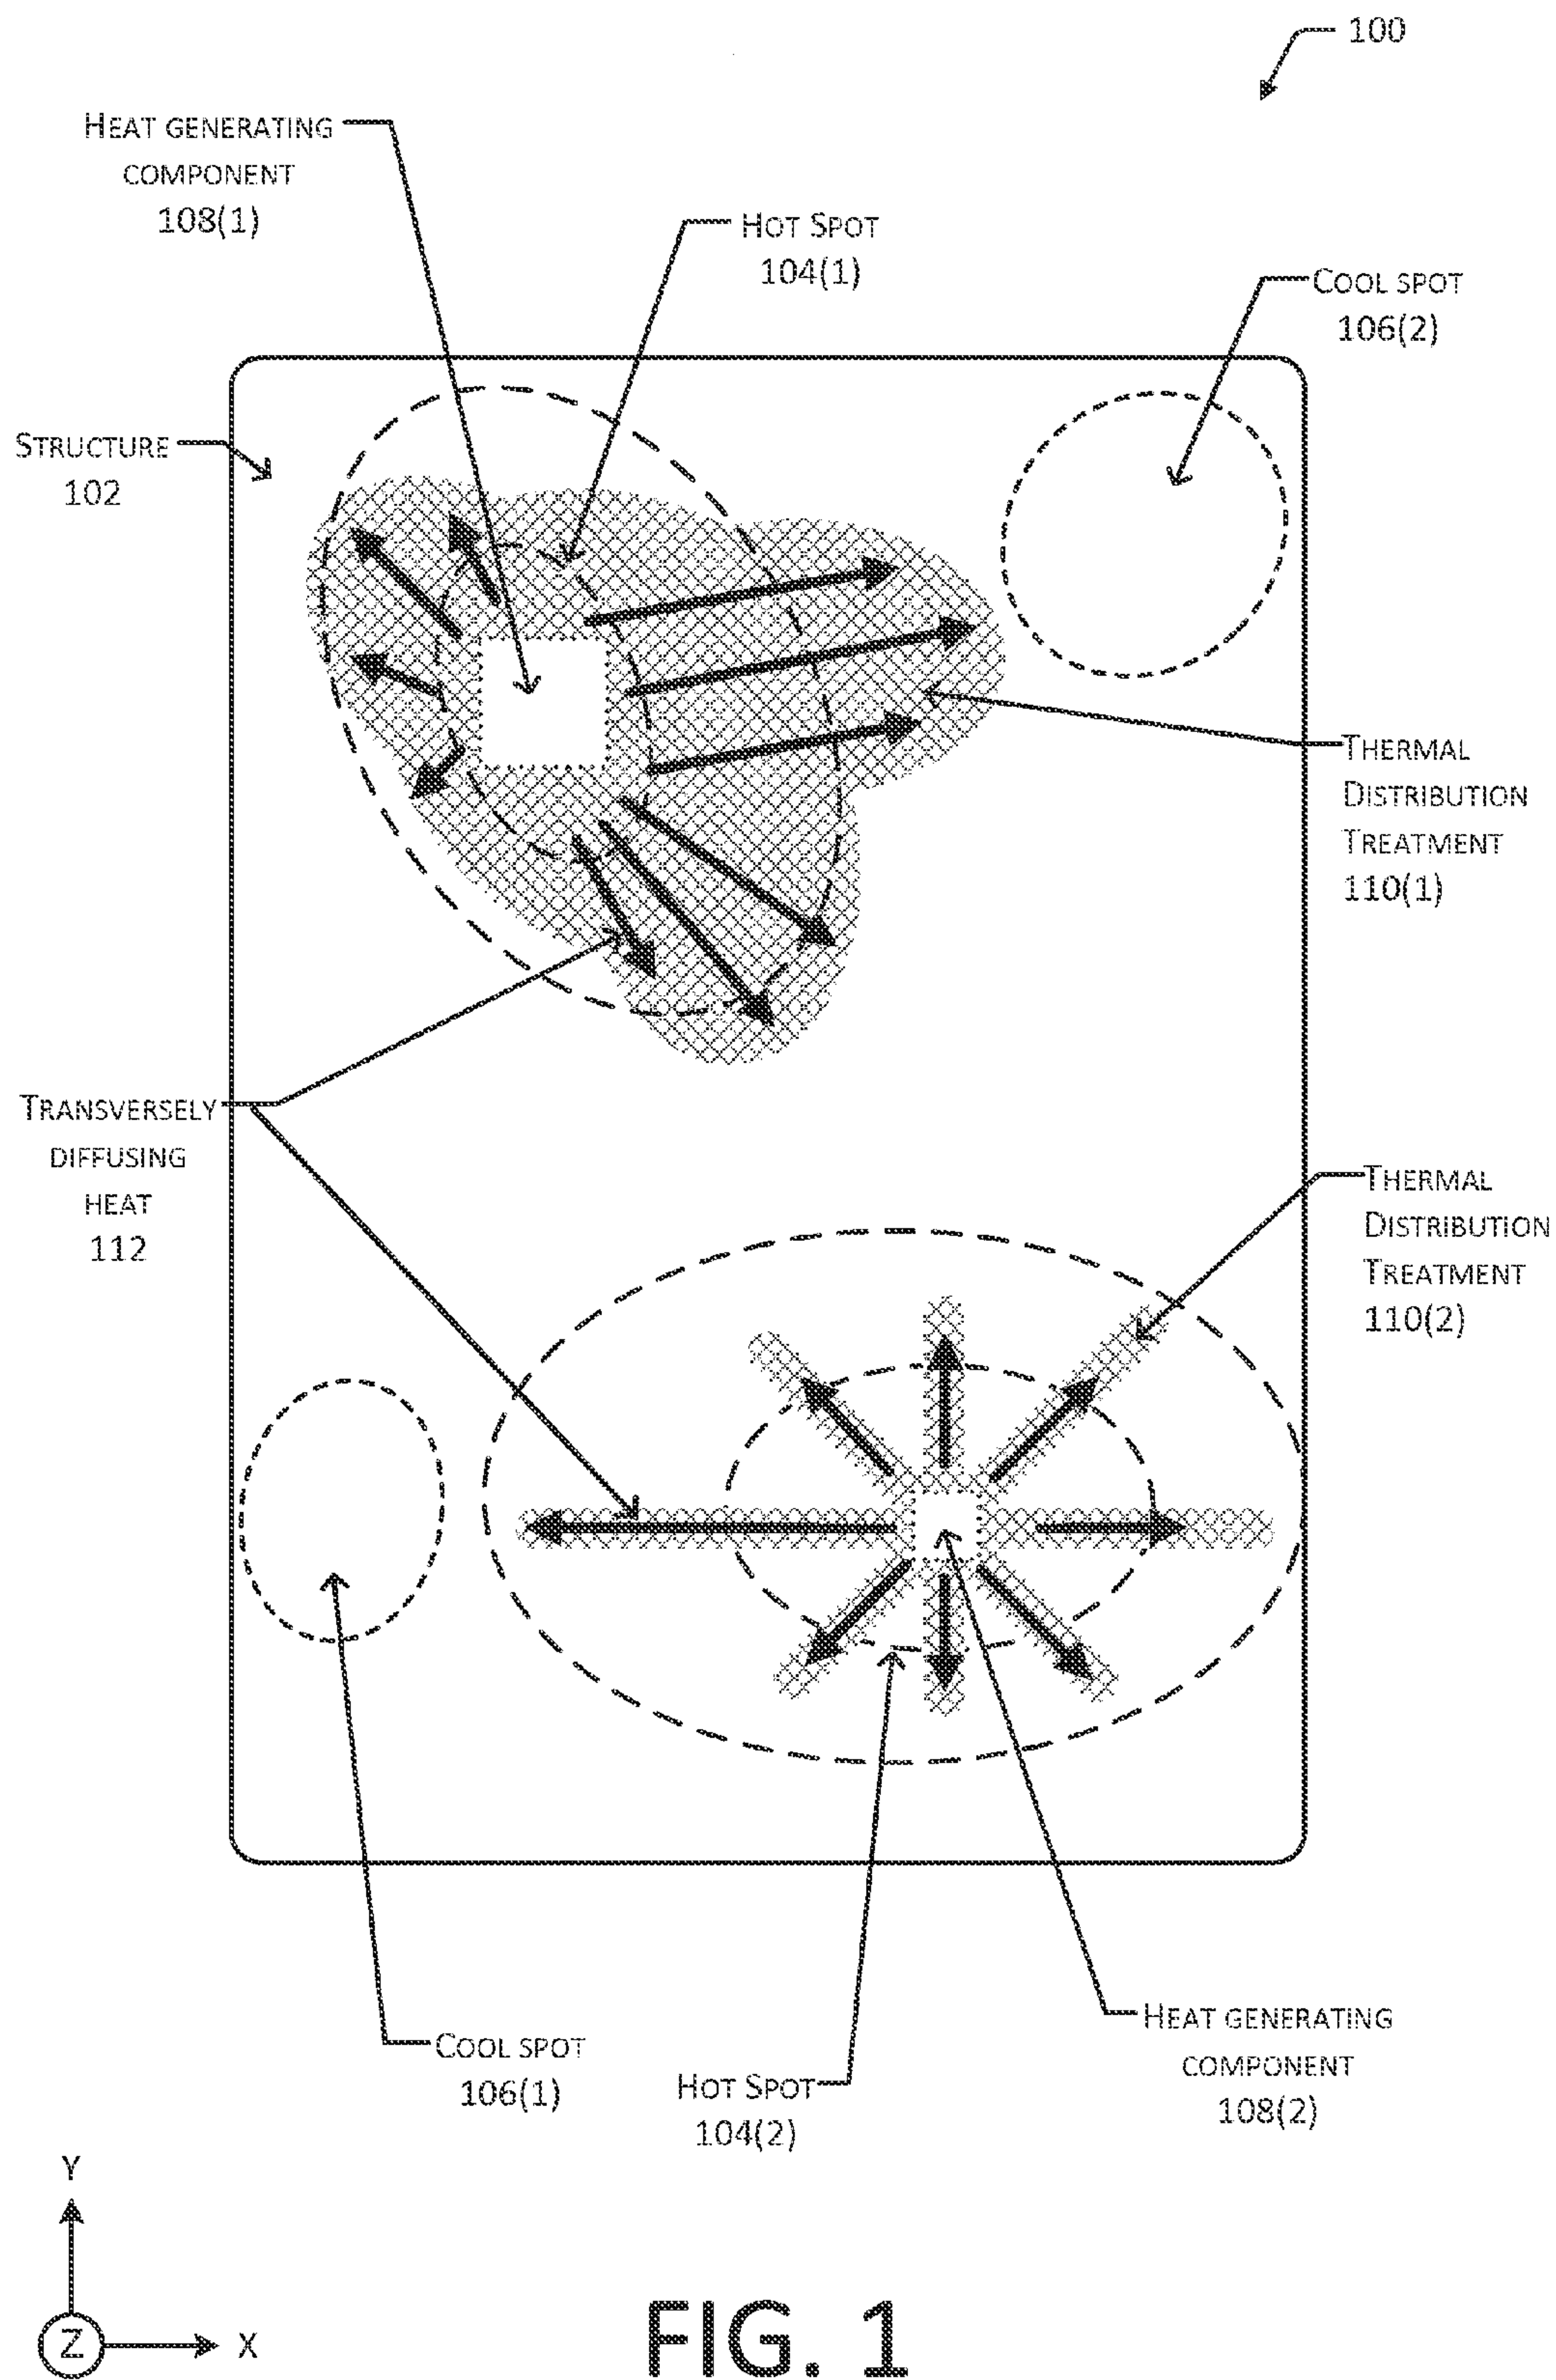 100
HEAT GENERATING
COMPONENT
108(1)
HOT SPOT
104(1)
COOL SPOT
106(2)
STRUCTURE
102
THERMAL
DISTRIBUTION
TREATMENT
110(1)
TRANSVERSELY
DIFFUSING
HEAT
112
THERMAL
DISTRIBUTION
TREATMENT
110(2)
COOL SPOT
106(1)
HOT SPOT
104(2)
HEAT GENERATING
COMPONENT
108(2)
Y
Z
X
FIG. 1